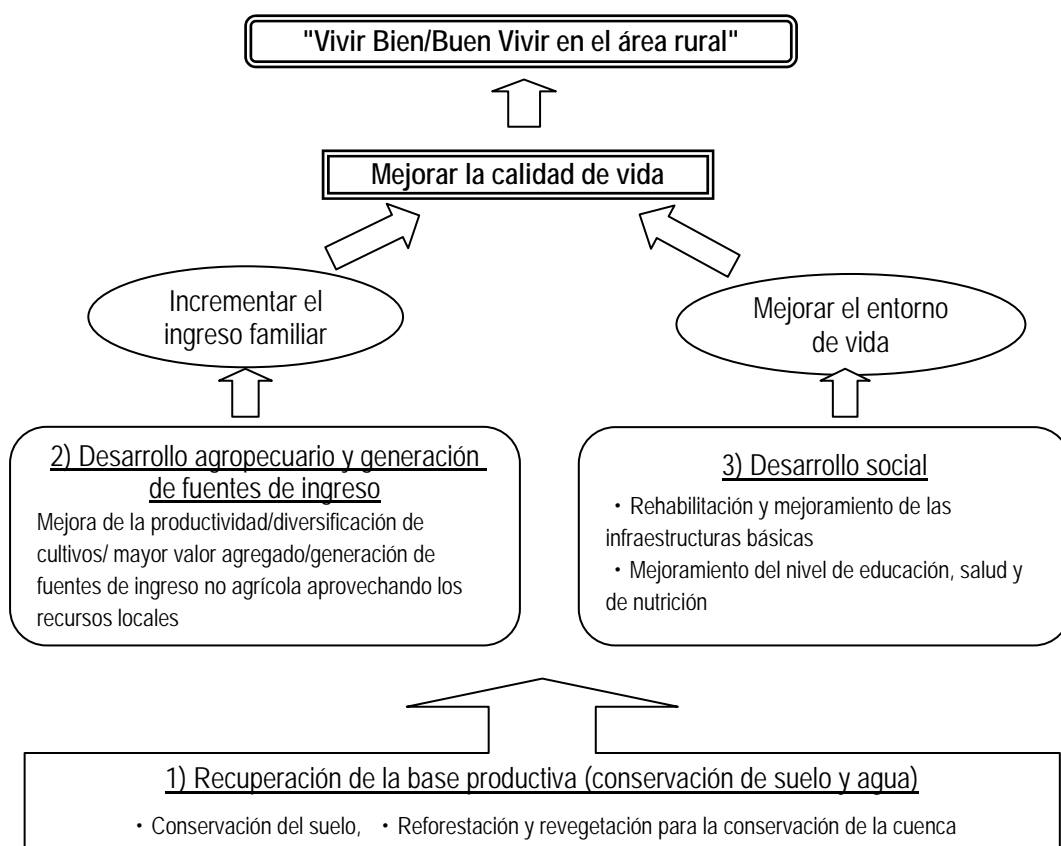 "Vivir Bien/Buen Vivir en el área rural"
Mejorar la calidad de vida
Incrementar el
ingreso familiar
Mejorar el entorno
de vida
2) Desarrollo agropecuario y generación
de fuentes de ingreso
Mejora de la productividad/diversificación de
cultivos/ mayor valor agregado/generación de
fuentes de ingreso no agrícola aprovechando los
recursos locales
3) Desarrollo social
・Rehabilitación y mejoramiento de las
infraestructuras básicas
・Mejoramiento del nivel de educación, salud y
de nutrición
1) Recuperación de la base productiva (conservación de suelo y agua)
・Conservación del suelo, ・Reforestación y revegetación para la conservación de la cuenca